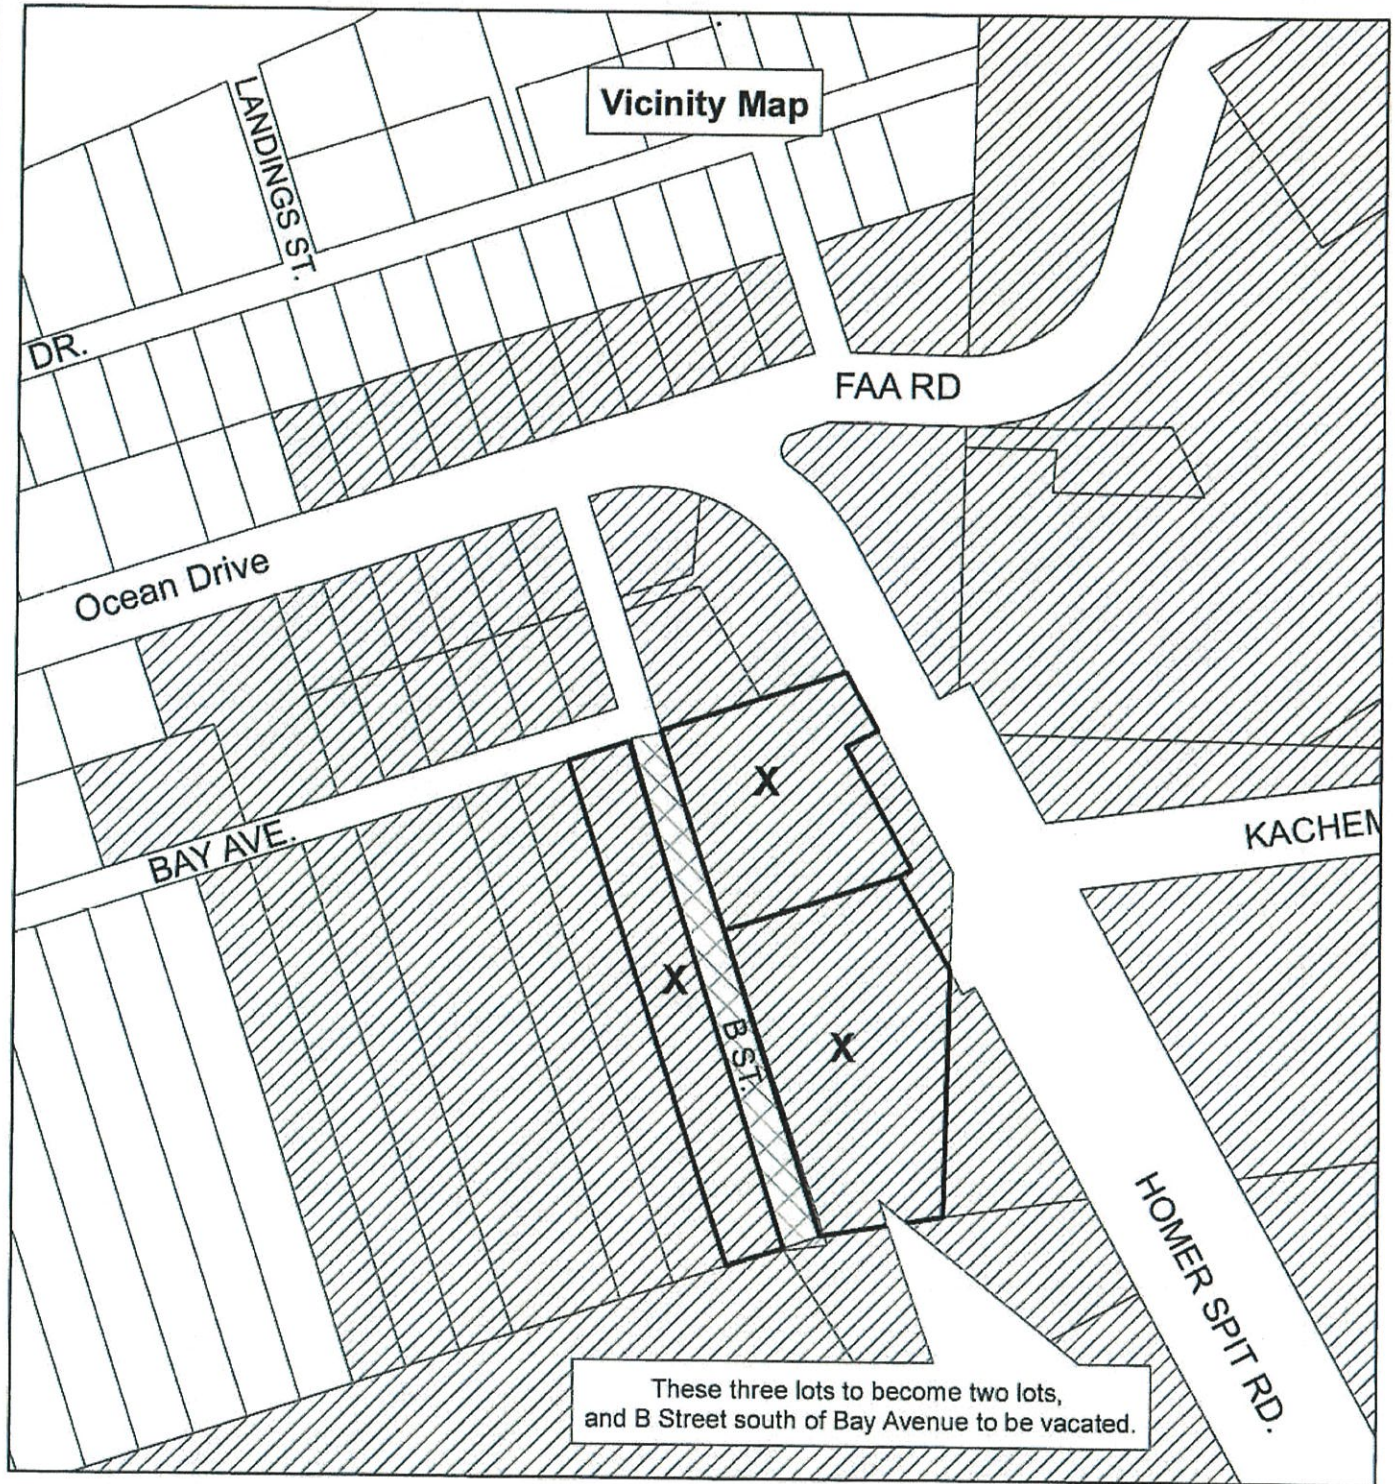 LANDINGS ST.
Vicinity Map
DR.
FAA RD
Ocean Drive
KACHEM
BAY AVE.
X
X
B ST.
X
HOMER SPIT RD.
These three lots to become two lots,
and B Street south of Bay Avenue to be vacated.